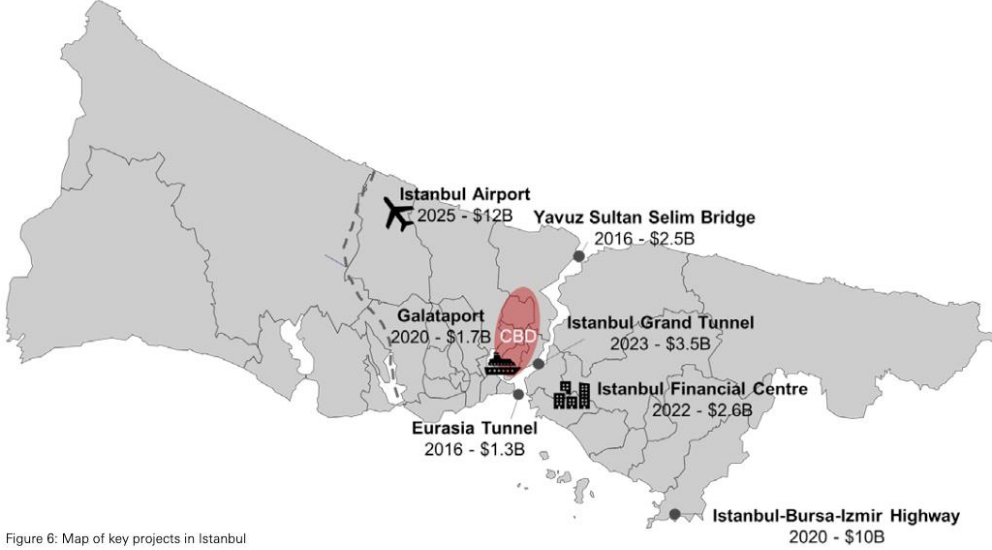 Istanbul Airport
2025 - $12B
Yavuz Sultan Selim Bridge
2016 - $2.5B
Galataport
2020 - $1.7B
CBD
Istanbul Grand Tunnel
2023 - $3.5B
Istanbul Financial Centre
2022 - $2.6B
Eurasia Tunnel
2016 - $1.3B
Istanbul-Bursa-Izmir Highway
2020 - $10B
Figure 6: Map of key projects in Istanbul